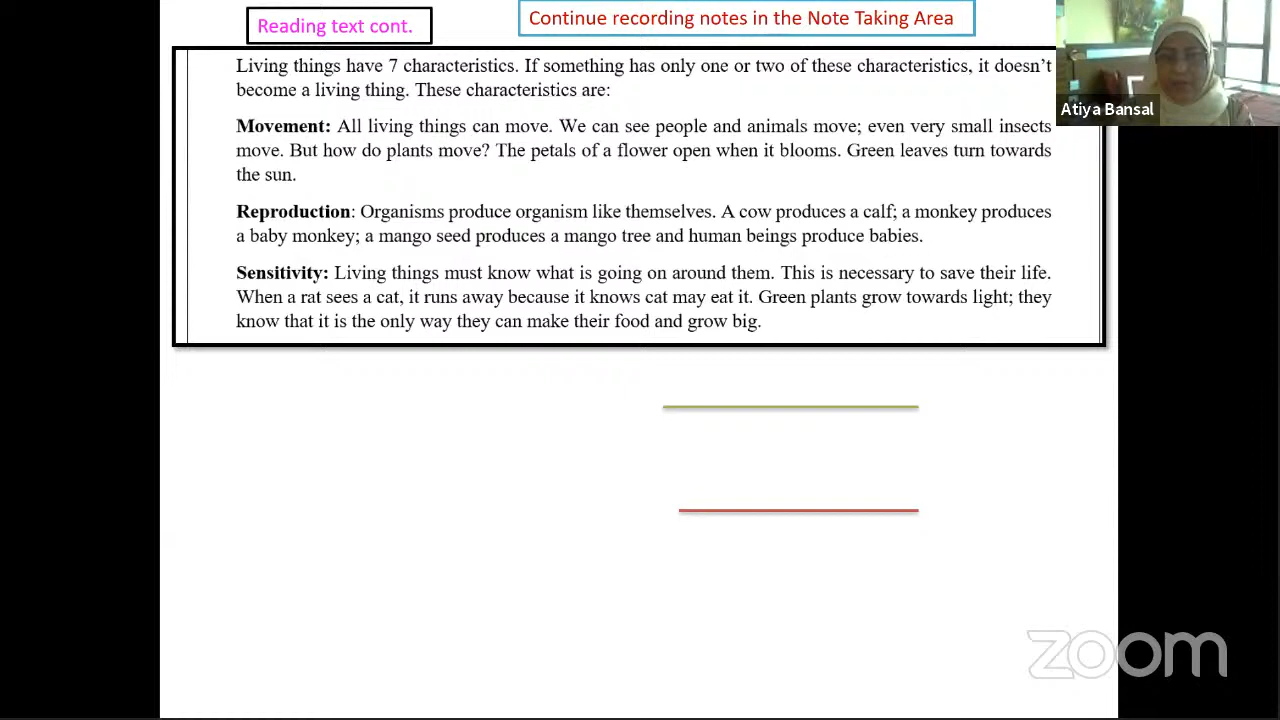 Reading text cont.
Continue recording notes in the Note Taking Area
Atiya Bansal
Living things have 7 characteristics. If something has only one or two of these characteristics, it doesn't
become a living thing. These characteristics are:
Movement: All living things can move. We can see people and animals move; even very small insects
move. But how do plants move? The petals of a flower open when it blooms. Green leaves turn towards
the sun.
Reproduction: Organisms produce organism like themselves. A cow produces a calf; a monkey produces
a baby monkey; a mango seed produces a mango tree and human beings produce babies.
Sensitivity: Living things must know what is going on around them. This is necessary to save their life.
When a rat sees a cat, it runs away because it knows cat may eat it. Green plants grow towards light; they
know that it is the only way they can make their food and grow big.
zoom